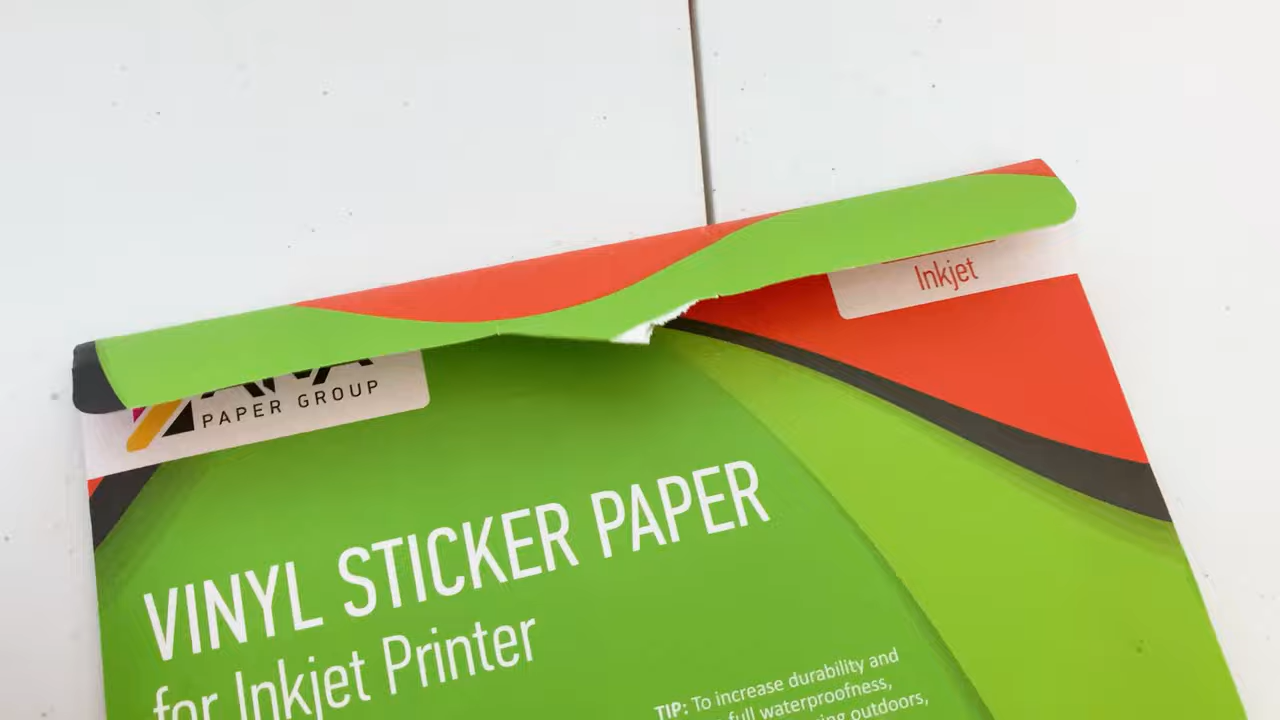 Inkjet
PAPER GROUP
VINYL STICKER PAPER
for Inkjet Printer
TIP: To increase durability and
full waterproofness,
outdoors,